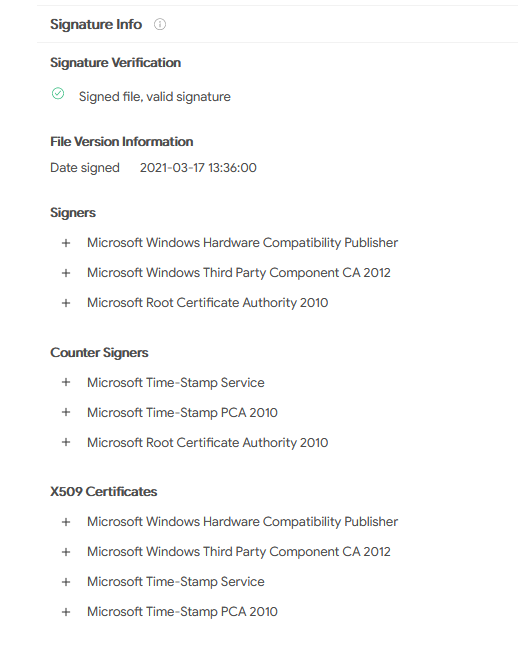 Signature Info
Signature Verification
Signed file, valid signature
File Version Information
Date signed 2021-03-17 13:36:00
Signers
+ Microsoft Windows Hardware Compatibility Publisher
+ Microsoft Windows Third Party Component CA 2012
+ Microsoft Root Certificate Authority 2010
Counter Signers
+ Microsoft Time-Stamp Service
+ Microsoft Time-Stamp PCA 2010
+ Microsoft Root Certificate Authority 2010
X509 Certificates
+ Microsoft Windows Hardware Compatibility Publisher
+ Microsoft Windows Third Party Component CA 2012
+ Microsoft Time-Stamp Service
+ Microsoft Time-Stamp PCA 2010